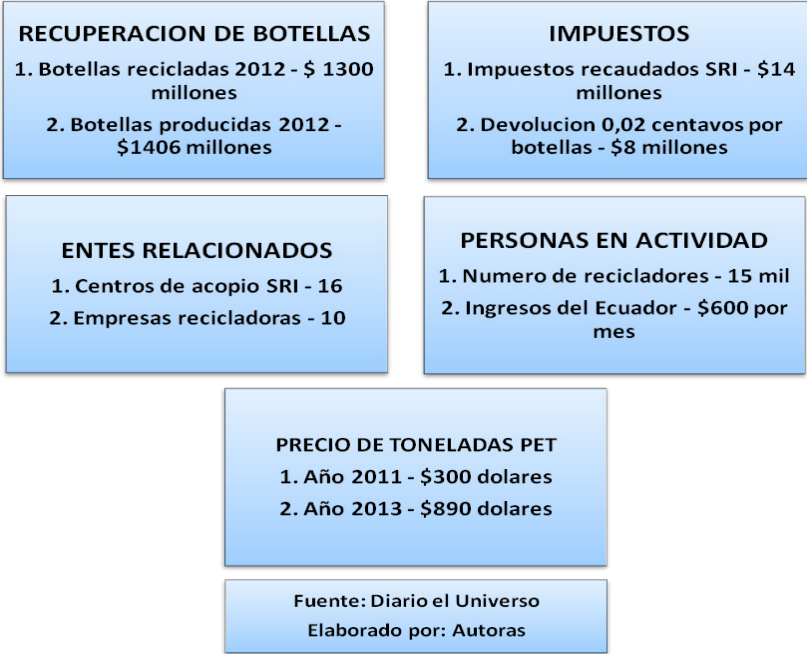 RECUPERACION DE BOTELLAS
1. Botellas recicladas 2012 - $ 1300
millones
2. Botellas producidas 2012 -
$1406 millones
IMPUESTOS
1. Impuestos recaudados SRI - $14
millones
2. Devolucion 0,02 centavos por
botellas - $8 millones
ENTES RELACIONADOS
1. Centros de acopio SRI - 16
2. Empresas recicladoras - 10
PERSONAS EN ACTIVIDAD
1. Numero de recicladores - 15 mil
2. Ingresos del Ecuador - $600 por
mes
PRECIO DE TONELADAS PET
1. Año 2011 - $300 dolares
2. Año 2013 - $890 dolares
Fuente: Diario el Universo
Elaborado por: Autoras